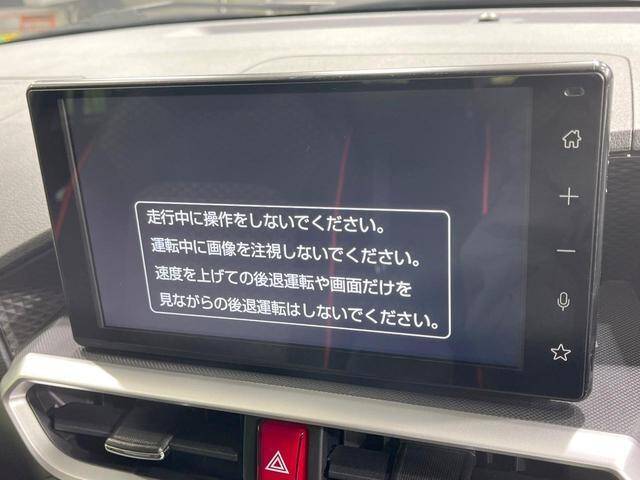 走行中に操作をしないでください。
運転中に画像を注視しないでください。
速度を上げての後退運転や画面だけを
見ながらの後退運転はしないでください。